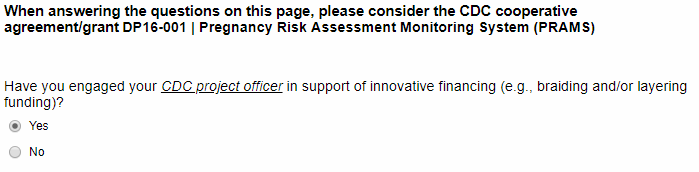 When answering the questions on this page, please consider the CDC cooperative
agreement/grant DP16-001 | Pregnancy Risk Assessment Monitoring System (PRAMS)
Have you engaged your CDC project officer in support of innovative financing (e.g., braiding and/or layering
funding)?
Yes
No